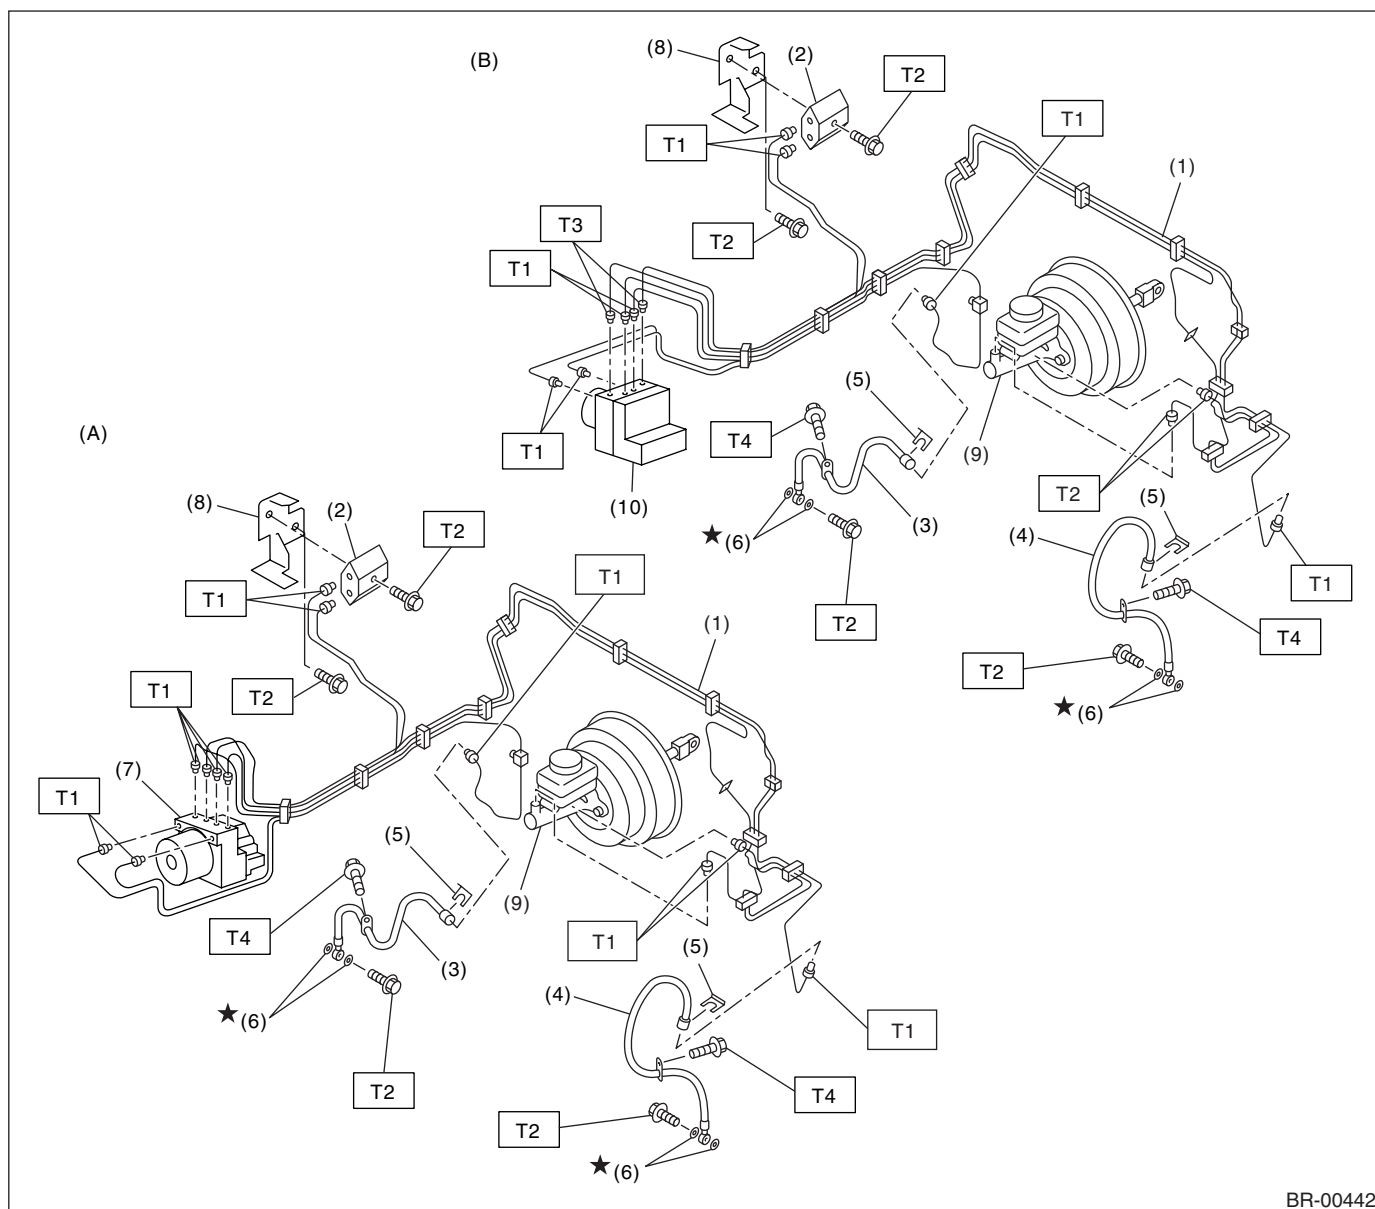 (B)
(8)
(2)
T2
T1
T1
(1)
T2
T3
T1
(5)
T4
(9)
T1
(10)
(3)
T2
(5)
(4)
★(6)
T1
T2
T4
T2
★(6)
(A)
(8)
(2)
T2
T1
T1
(1)
T2
T1
(7)
T1
(5)
(9)
T4
T1
(5)
(3)
(4)
★(6)
T1
T2
T4
T2
★(6)
BR-00442